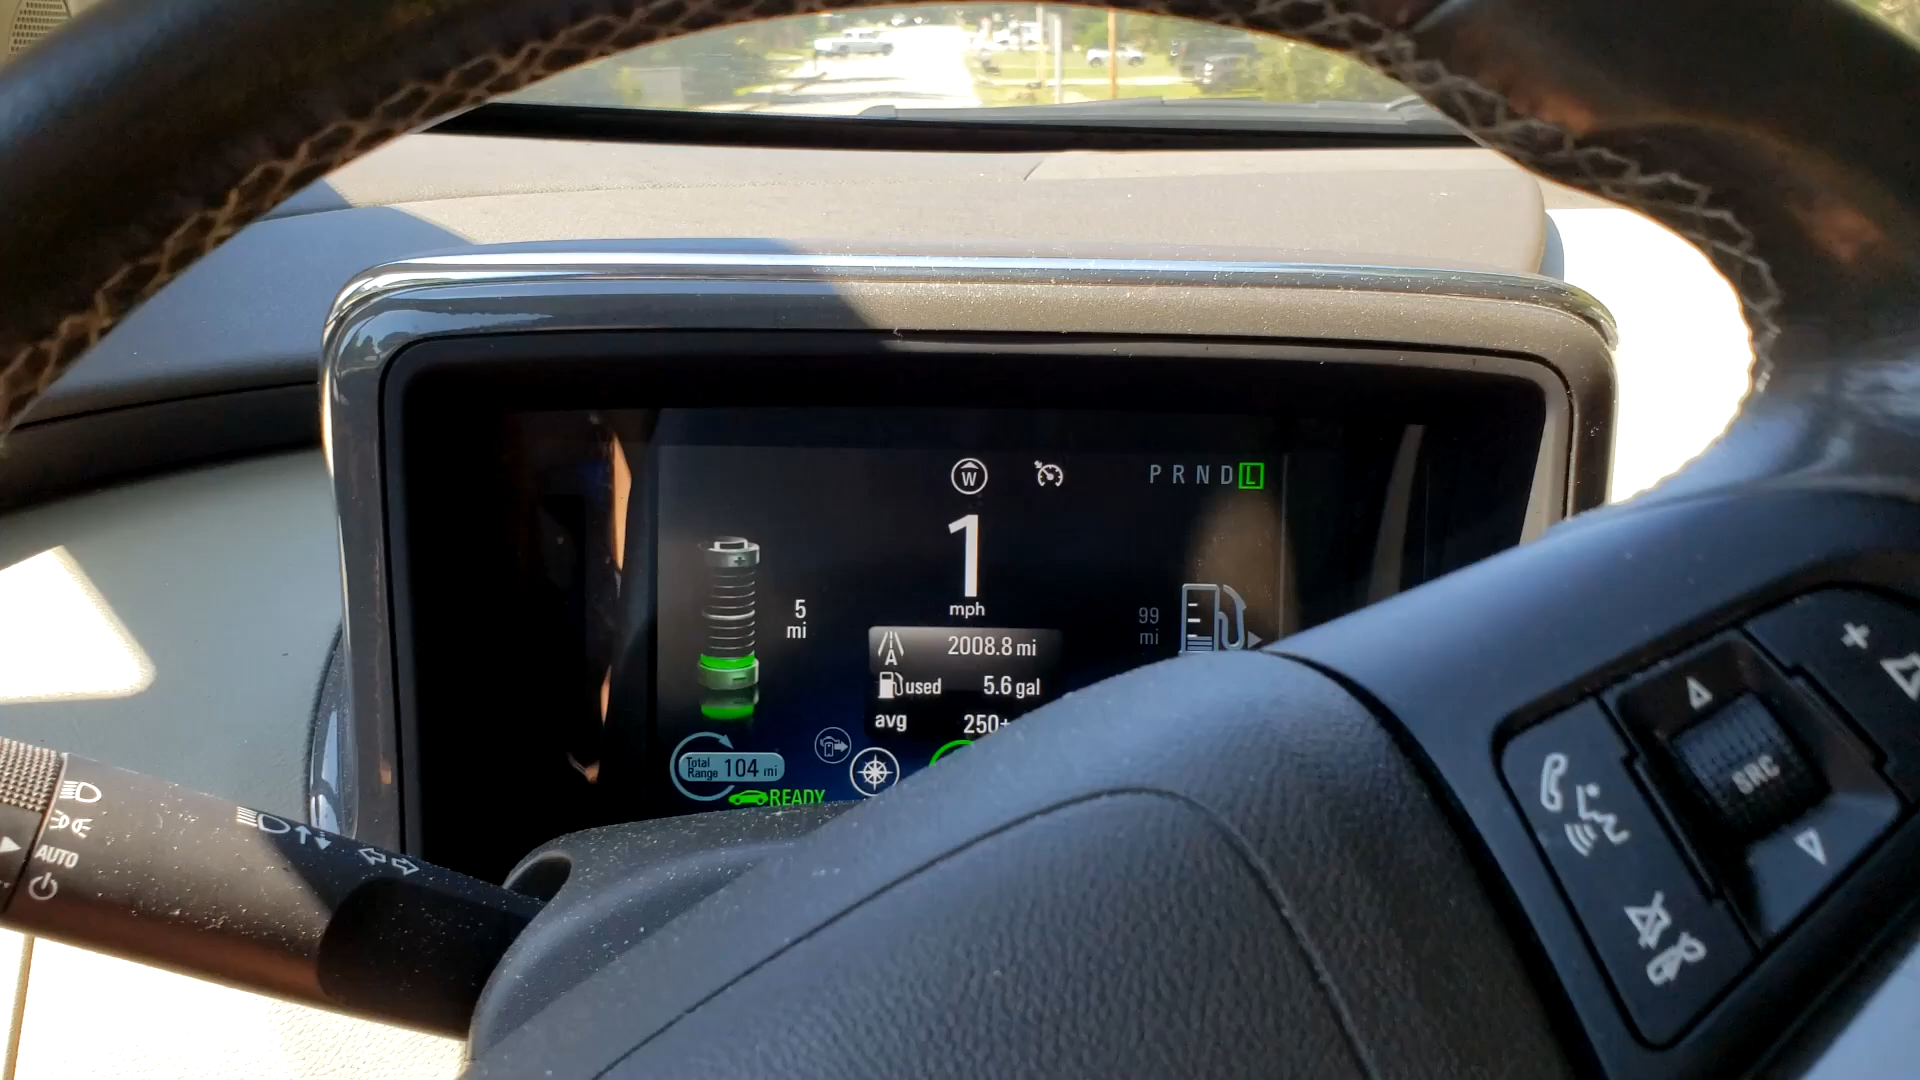 W
P R N D L
1
mph
5
mi
99
mi
A 2008.8 mi
used 5.6 gal
avg 250+
Total
Range 104 mi
READY
AUTO
SRC